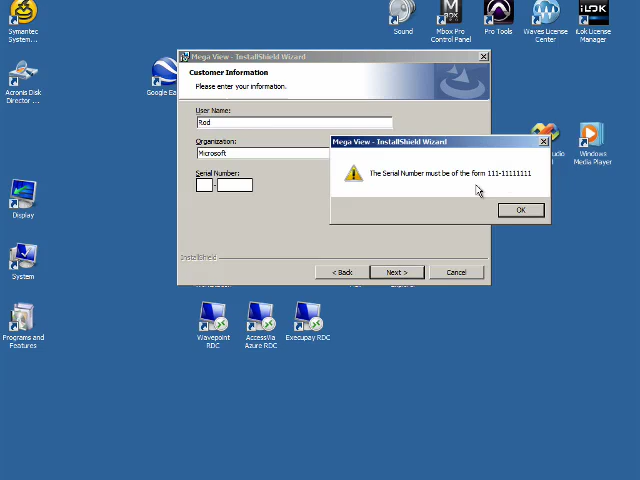 Symantec
System...
Sound
Mbox
Control Panel
Pro Tools
Waves License
Center
iLok License
Manager
Acronis Disk
Director ...
Google Ea
Mega View - InstallShield Wizard
Customer Information
Please enter your information.
User Name:
Rod
Organization:
Microsoft
Serial Number:
-
Mega View - InstallShield Wizard
The Serial Number must be of the form 111-11111111
OK
Windows
Media Player
InstallShield
< Back
Next >
Cancel
Display
System
Programs and
Features
Wavepoint
RDC
AccessVia
Azure RDC
Execupay RDC